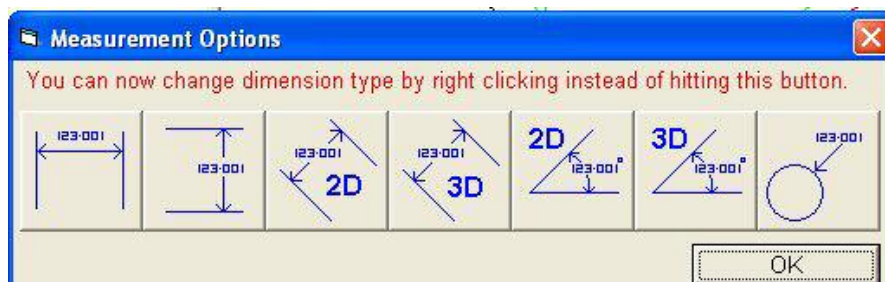 Measurement Options
You can now change dimension type by right clicking instead of hitting this button.
123.001
123.001
123.001
2D
123.001
3D
2D
123.001°
3D
123.001°
123.001
OK